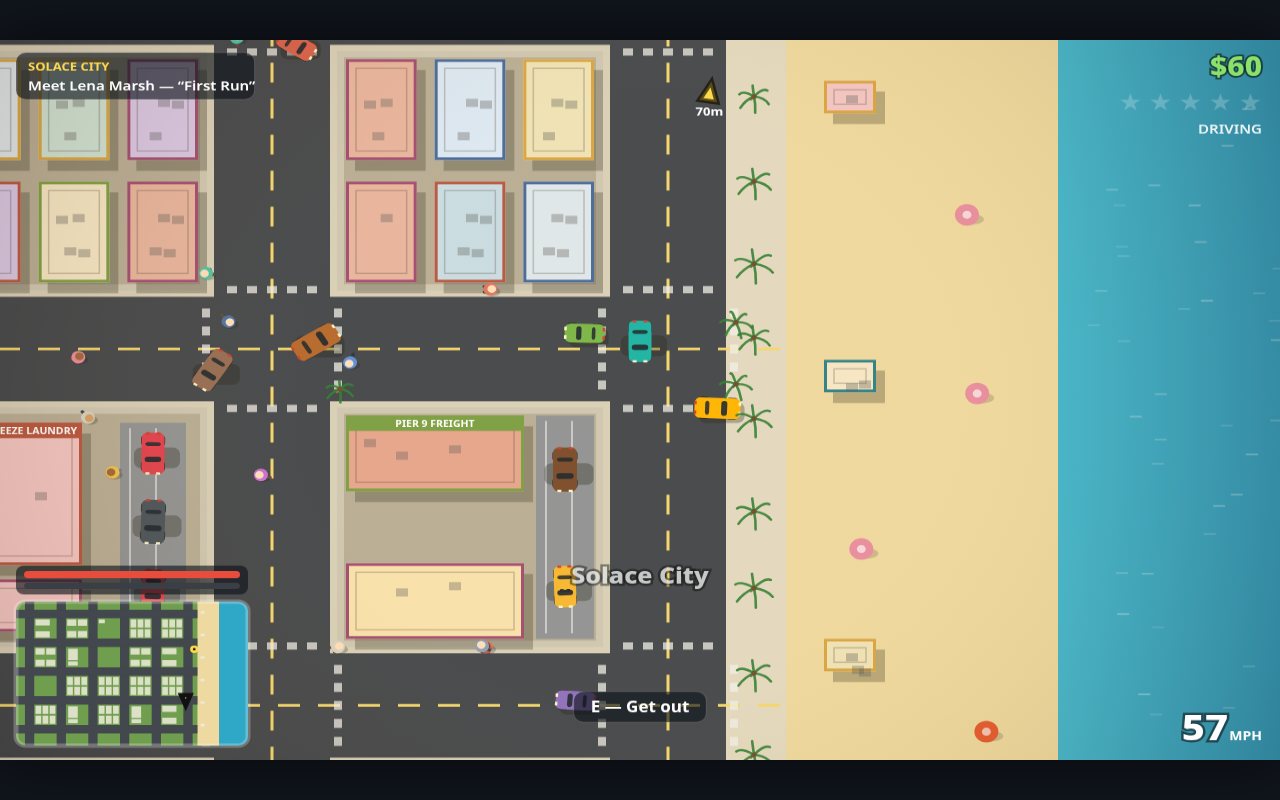 SOLACE CITY
Meet Lena Marsh — “First Run”
$60
DRIVING
70m
PIER 9 FREIGHT
EEZE LAUNDRY
Solace City
E — Get out
57 MPH